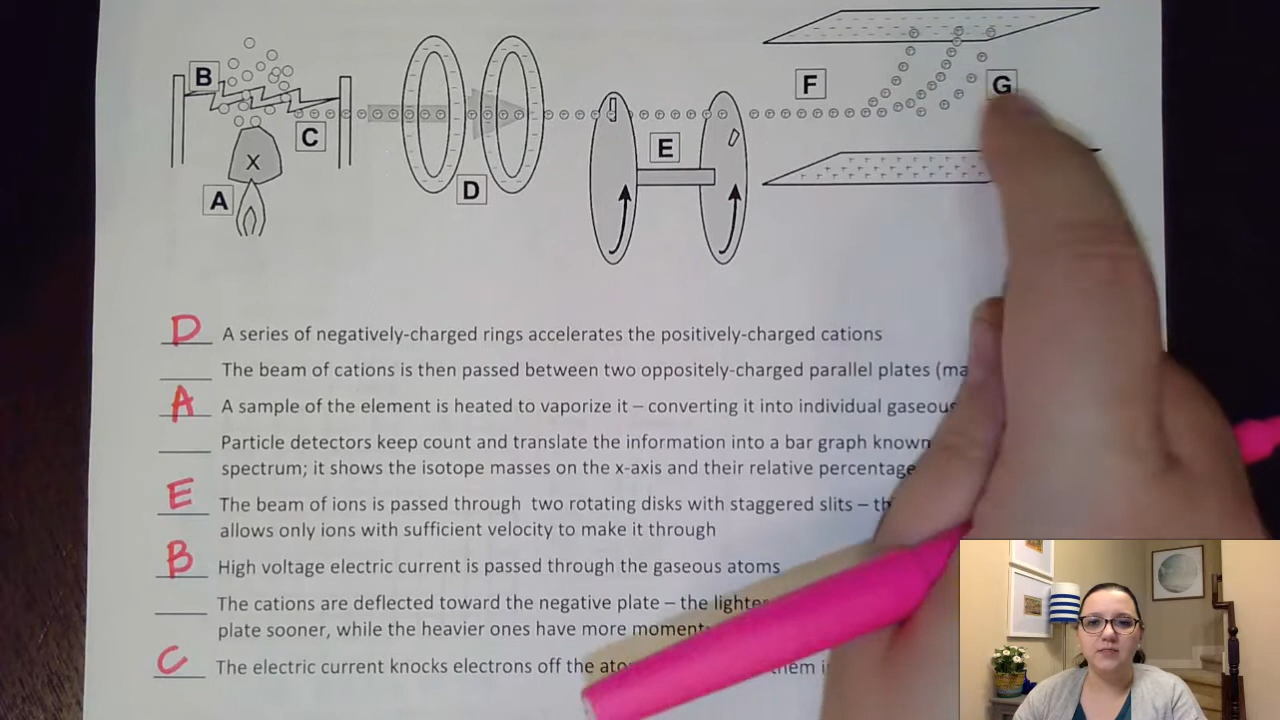 B
C
X
A
D
E
F
G
D A series of negatively-charged rings accelerates the positively-charged cations
The beam of cations is then passed between two oppositely-charged parallel plates (ma
A A sample of the element is heated to vaporize it – converting it into individual gaseous
Particle detectors keep count and translate the information into a bar graph known
spectrum; it shows the isotope masses on the x-axis and their relative percentage
E The beam of ions is passed through two rotating disks with staggered slits – th
allows only ions with sufficient velocity to make it through
B High voltage electric current is passed through the gaseous atoms
The cations are deflected toward the negative plate – the lighte
plate sooner, while the heavier ones have more moment
C The electric current knocks electrons off the ato them i